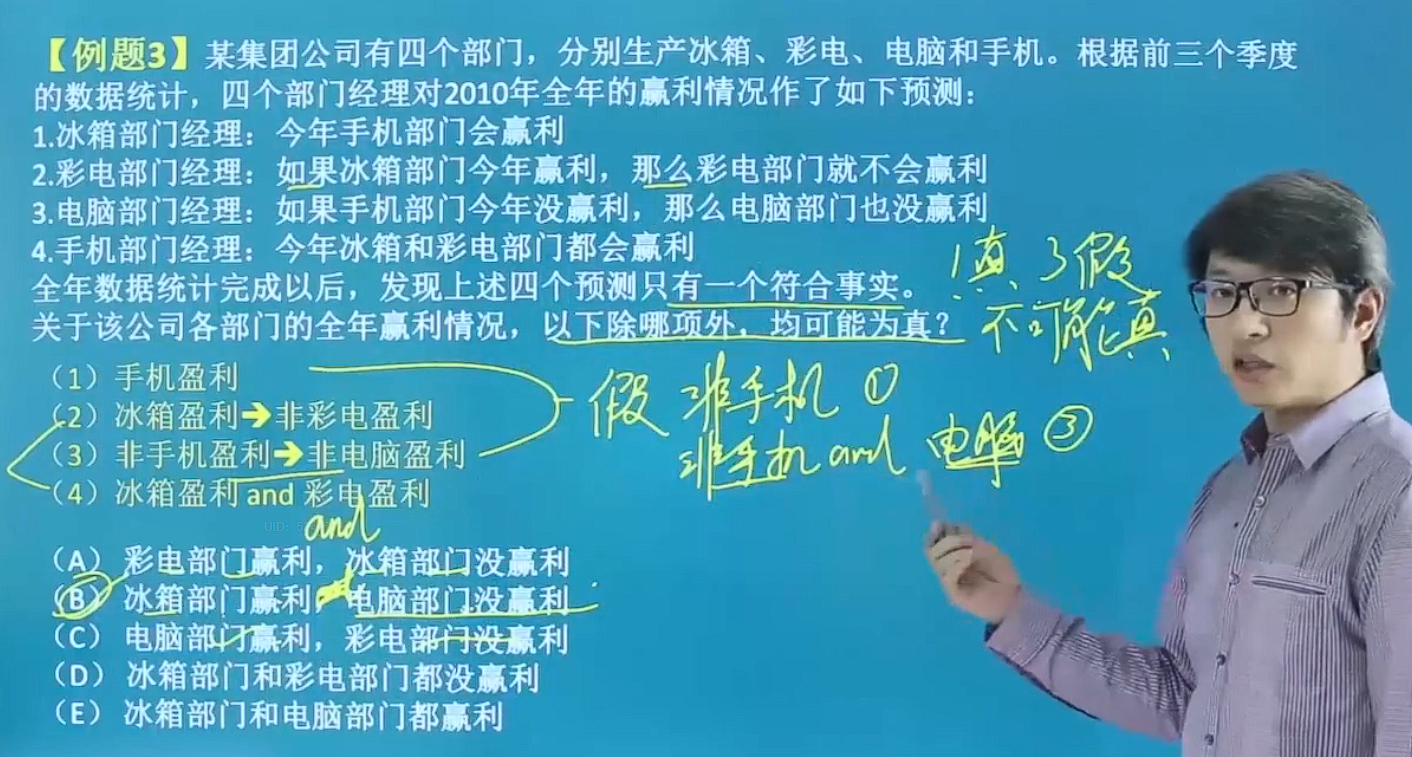 【例题3】某集团公司有四个部门，分别生产冰箱、彩电、电脑和手机。根据前三个季度
的数据统计，四个部门经理对2010年全年的赢利情况作了如下预测：
1.冰箱部门经理：今年手机部门会赢利
2.彩电部门经理：如果冰箱部门今年赢利，那么彩电部门就不会赢利
3.电脑部门经理：如果手机部门今年没赢利，那么电脑部门也没赢利
4.手机部门经理：今年冰箱和彩电部门都会赢利
全年数据统计完成以后，发现上述四个预测只有一个符合事实。
关于该公司各部门的全年赢利情况，以下除哪项外，均可能为真？
1真 3假
不可能真
（1）手机盈利
（2）冰箱盈利➔非彩电盈利
（3）非手机盈利➔非电脑盈利
（4）冰箱盈利 and 彩电盈利
假 非手机 ①
非手机 and 电脑 ③
and
（A） 彩电部门赢利，冰箱部门没赢利
（B） 冰箱部门赢利，电脑部门没赢利
（C） 电脑部门赢利，彩电部门没赢利
（D） 冰箱部门和彩电部门都没赢利
（E） 冰箱部门和电脑部门都赢利